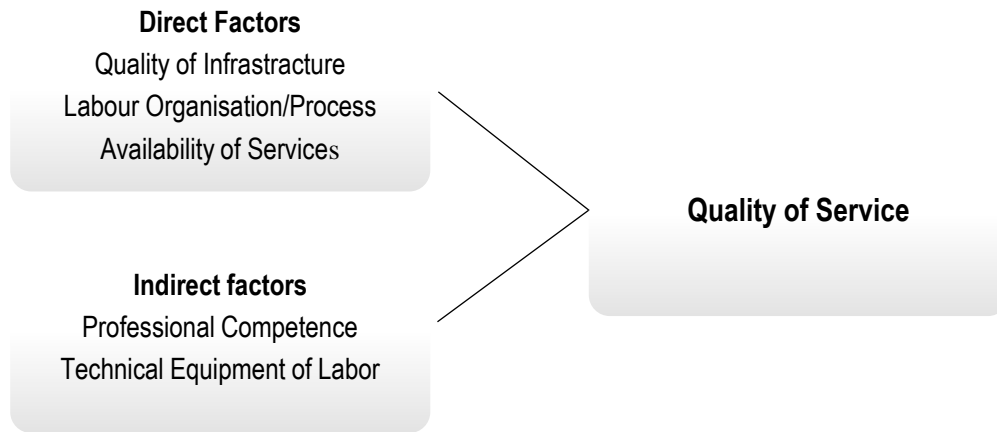 Direct Factors
Quality of Infrastracture
Labour Organisation/Process
Availability of Services
Quality of Service
Indirect factors
Professional Competence
Technical Equipment of Labor